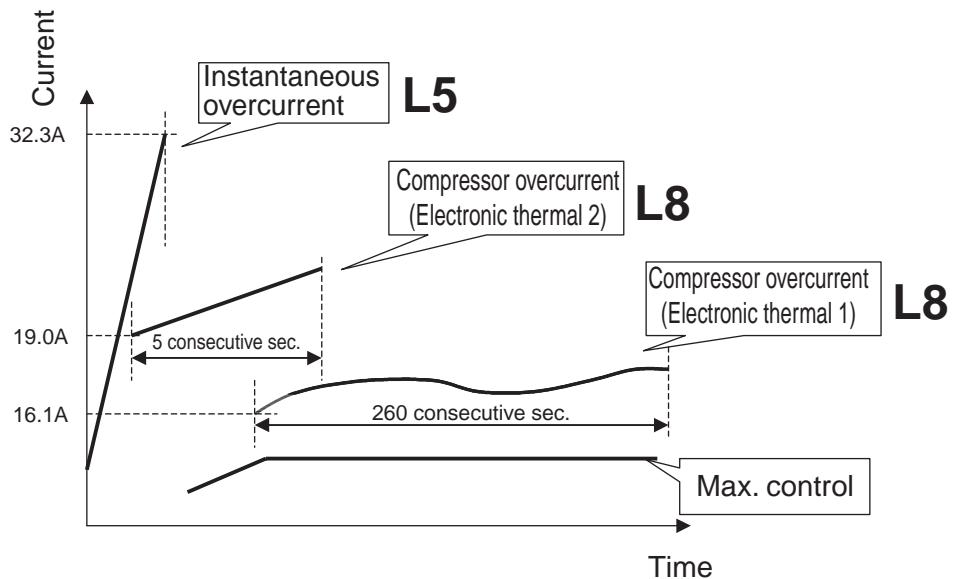 Current
Instantaneous
overcurrent
L5
32.3A
Compressor overcurrent
(Electronic thermal 2)
L8
Compressor overcurrent
(Electronic thermal 1)
L8
19.0A
5 consecutive sec.
16.1A
260 consecutive sec.
Max. control
Time